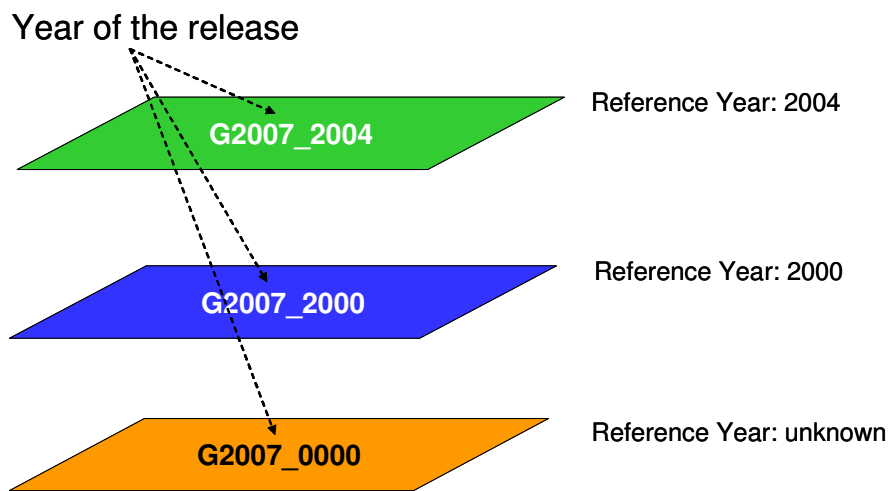 Year of the release
Reference Year: 2004
G2007_2004
Reference Year: 2000
G2007_2000
Reference Year: unknown
G2007_0000